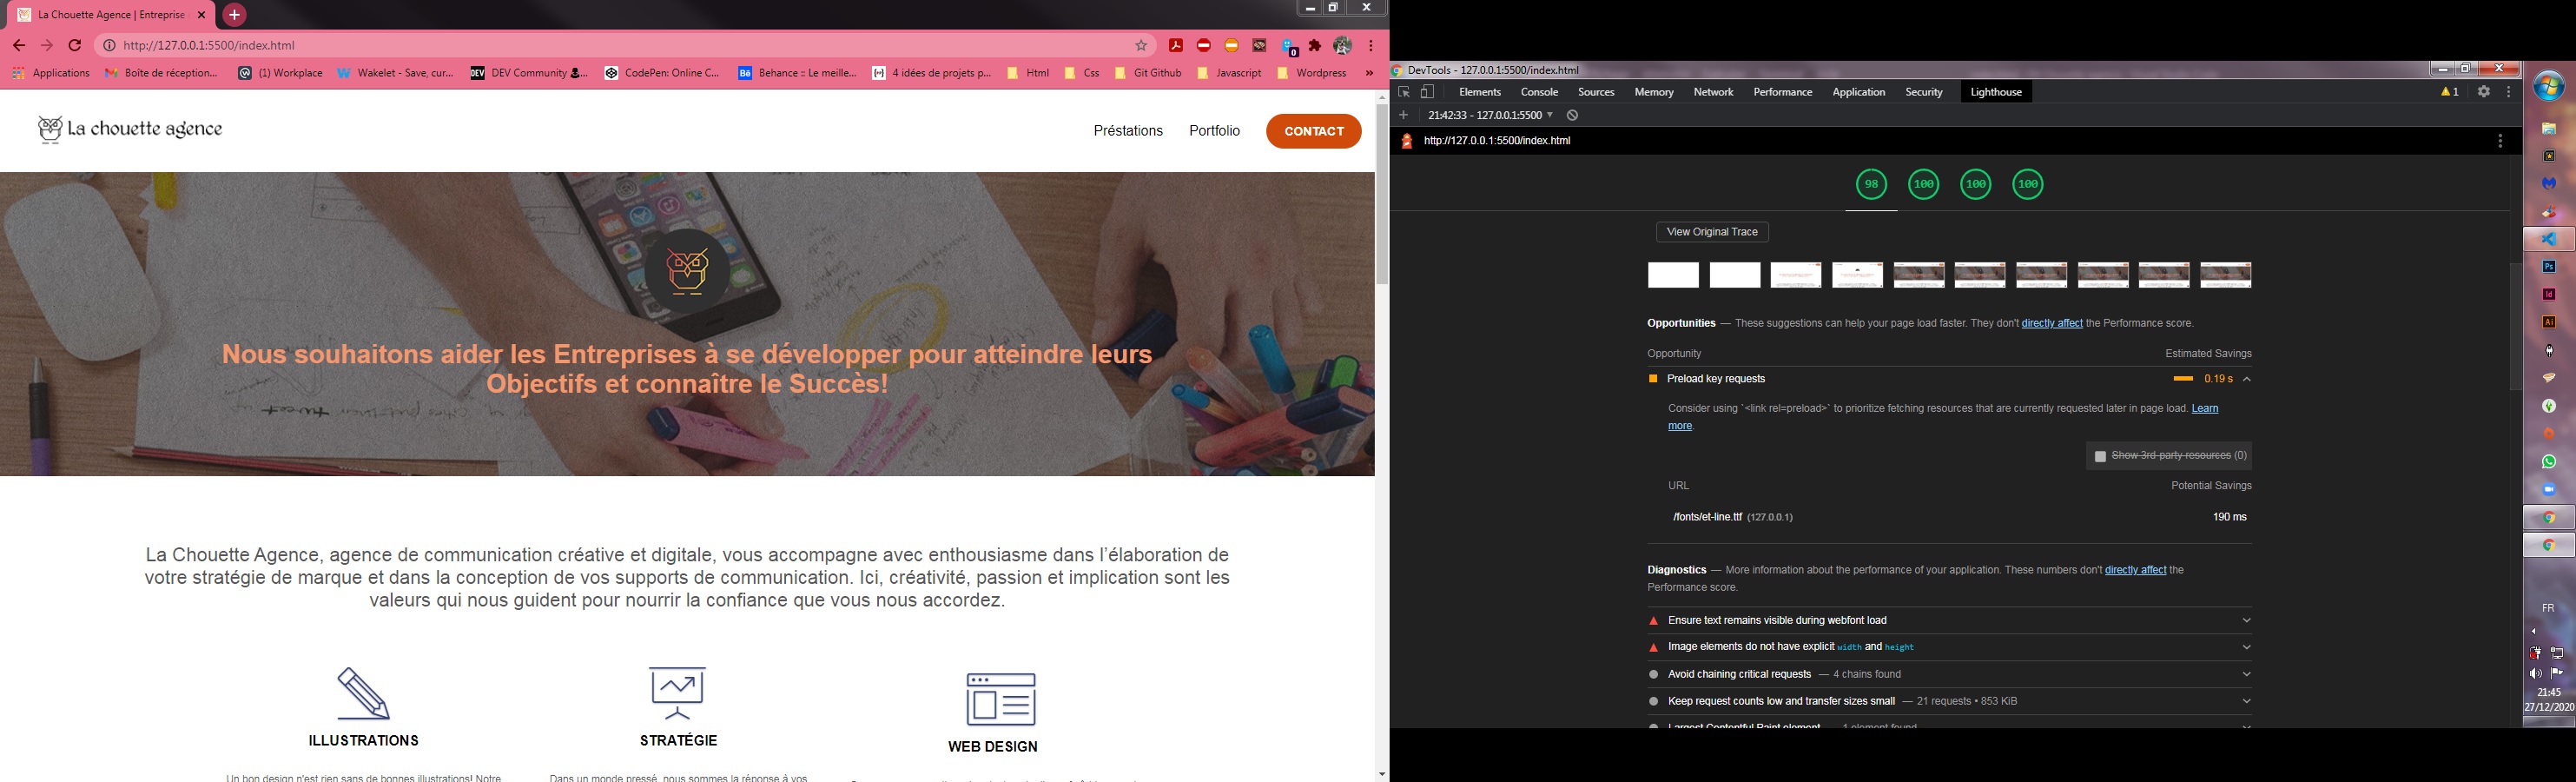 La Chouette Agence | Entreprise
http://127.0.0.1:5500/index.html
0
Applications
Boîte de réception...
(1) Workplace
Wakelet - Save, cur...
DEV Community
CodePen: Online C...
Behance :: Le meille...
4 idées de projets p...
Html
Css
Git Github
Javascript
Wordpress
»
La chouette agence
Préstations
Portfolio
CONTACT
Nous souhaitons aider les Entreprises à se développer pour atteindre leurs
Objectifs et connaître le Succès!
La Chouette Agence, agence de communication créative et digitale, vous accompagne avec enthousiasme dans l’élaboration de
votre stratégie de marque et dans la conception de vos supports de communication. Ici, créativité, passion et implication sont les
valeurs qui nous guident pour nourrir la confiance que vous nous accordez.
ILLUSTRATIONS
STRATÉGIE
WEB DESIGN
Un bon design n'est rien sans de bonnes illustrations! Notre
Dans un monde pressé, nous sommes la réponse à vos
DevTools - 127.0.0.1:5500/index.html
Elements
Console
Sources
Memory
Network
Performance
Application
Security
Lighthouse
1
21:42:33 - 127.0.0.1:5500
http://127.0.0.1:5500/index.html
98
100
100
100
View Original Trace
Opportunities — These suggestions can help your page load faster. They don't directly affect the Performance score.
Opportunity
Estimated Savings
Preload key requests
0.19 s
Consider using `<link rel=preload>` to prioritize fetching resources that are currently requested later in page load. Learn
more.
Show 3rd-party resources (0)
URL
Potential Savings
/fonts/et-line.ttf (127.0.0.1)
190 ms
Diagnostics — More information about the performance of your application. These numbers don't directly affect the
Performance score.
Ensure text remains visible during webfont load
Image elements do not have explicit width and height
Avoid chaining critical requests — 4 chains found
Keep request counts low and transfer sizes small — 21 requests • 853 KiB
Largest Contentful Paint element — 1 element found
Ps
Id
Ai
FR
21:45
27/12/2020